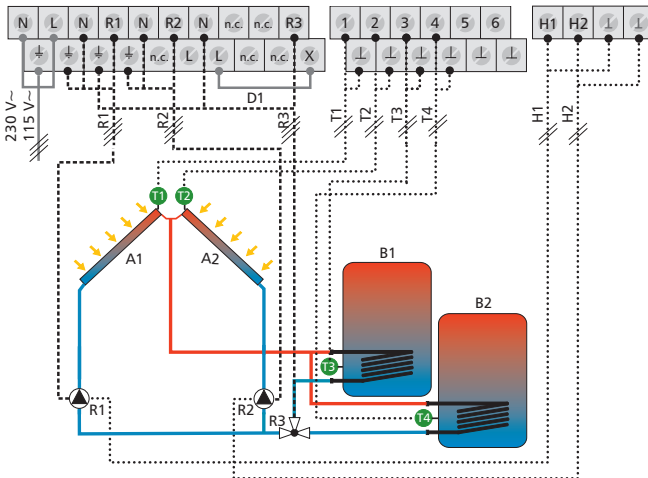 N L N R1 N R2 N n.c. n.c. R3
1 2 3 4 5 6
H1 H2 ⊥ ⊥
n.c. L L n.c. n.c. X
⊥ ⊥ ⊥ ⊥ ⊥ ⊥
D1
230 V~
115 V~
R1
R2
R3
T1
T2
T3
T4
H1
H2
T1 T2
A1 A2
B1
B2
T3
T4
R1
R2
R3